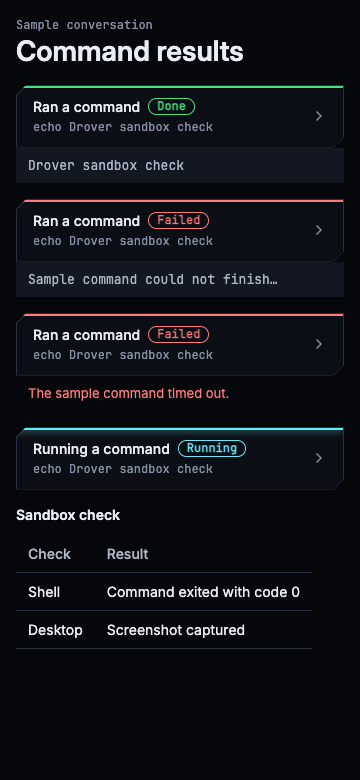 Sample conversation
Command results
Ran a command Done
echo Drover sandbox check
Drover sandbox check
Ran a command Failed
echo Drover sandbox check
Sample command could not finish…
Ran a command Failed
echo Drover sandbox check
The sample command timed out.
Running a command Running
echo Drover sandbox check
Sandbox check
Check Result
Shell Command exited with code 0
Desktop Screenshot captured